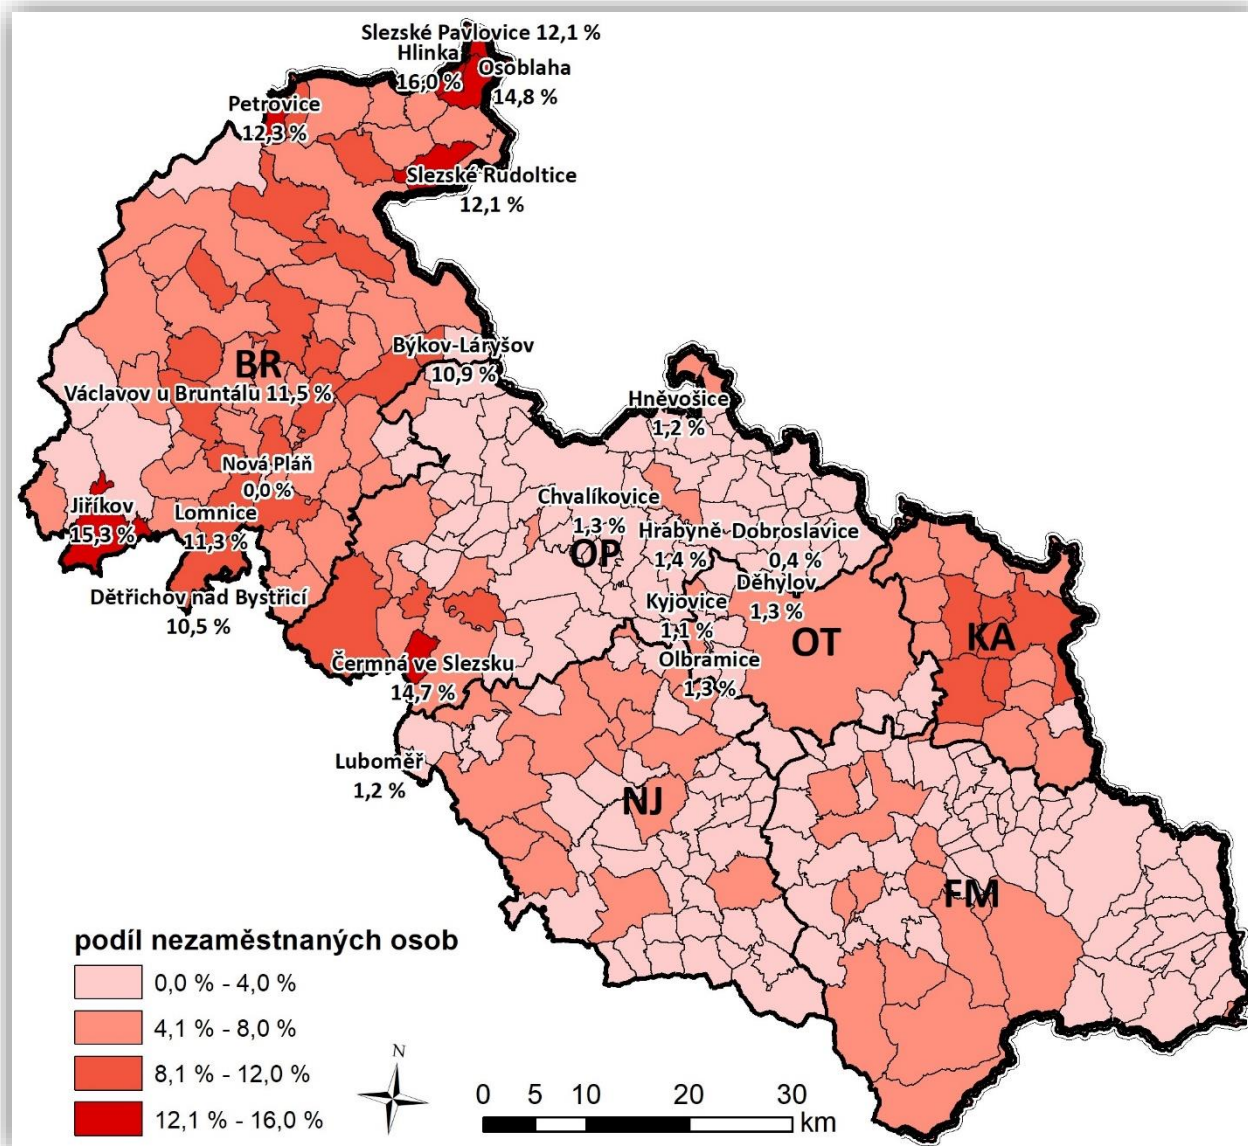 Slezské Pavlovice 12,1 %
Hlinka
16,0 %
Osoblaha
14,8 %
Petrovice
12,3 %
Slezské Rudoltice
12,1 %
BR
Býkov-Láryšov
10,9 %
Václavov u Bruntálu 11,5 %
Hněvošice
1,2 %
Nová Pláň
0,0 %
Jiříkov
15,3 %
Lomnice
11,3 %
Chvalíkovice
1,3 %
OP
Hrabyně
1,4 %
Dobroslavice
0,4 %
Děhylov
1,3 %
Dětřichov nad Bystřicí
10,5 %
Kyjovice
1,1 %
OT
KA
Čermná ve Slezsku
14,7 %
Olbramice
1,3 %
Luboměř
1,2 %
NJ
FM
podíl nezaměstnaných osob
0,0 % - 4,0 %
4,1 % - 8,0 %
8,1 % - 12,0 %
12,1 % - 16,0 %
N
0 5 10 20 30
km